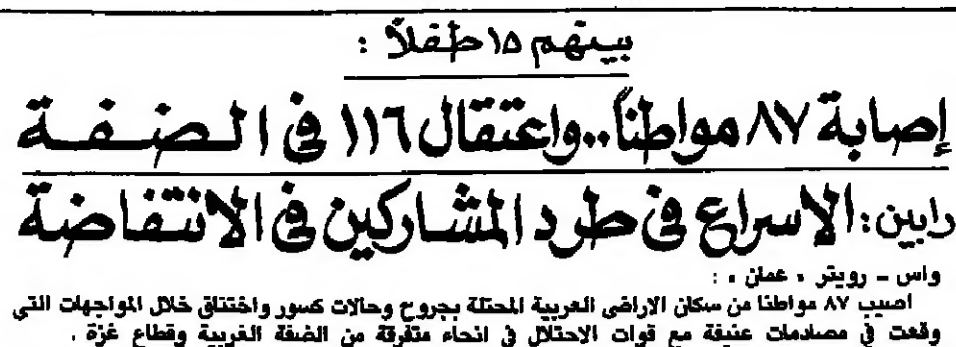 بينهم ١٥ طفلاً :
إصابة ٨٧ مواطناً..واعتقال ١١٦ في الضفة
رابين: الاسراع في طرد المشاركين في الانتفاضة
واس - رويتر ، عمان ، :
اصيب ٨٧ مواطنا من سكان الاراضى العربية المحتلة بجروح وحالات كسور واختناق خلال المواجهات التي
وقعت في مصادمات عنيفة مع قوات الاحتلال في انحاء متفرقة من الضفة الغربية وقطاع غزة .